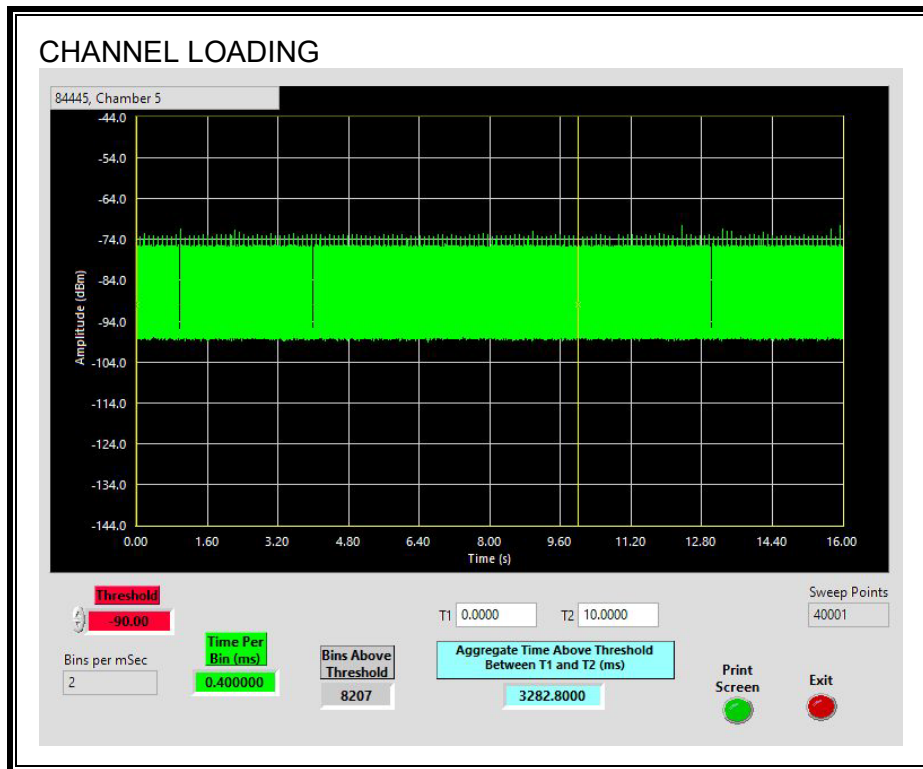 CHANNEL LOADING
84445, Chamber 5
-44.0
-54.0
-64.0
-74.0
-84.0
-94.0
-104.0
-114.0
-124.0
-134.0
-144.0
Amplitude (dBm)
0.00 1.60 3.20 4.80 6.40 8.00 9.60 11.20 12.80 14.40 16.00
Time (s)
Threshold
-90.00
Bins per mSec
2
Time Per
Bin (ms)
0.400000
Bins Above
Threshold
8207
T1 0.0000 T2 10.0000
Aggregate Time Above Threshold
Between T1 and T2 (ms)
3282.8000
Sweep Points
40001
Print
Screen
Exit